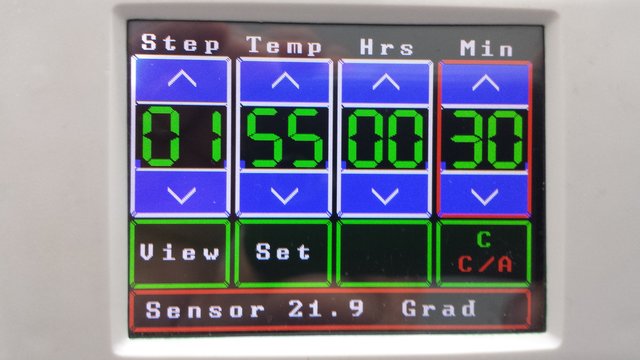 Step Temp Hrs Min
01 55 00 30
View Set C
C/A
Sensor 21.9 Grad